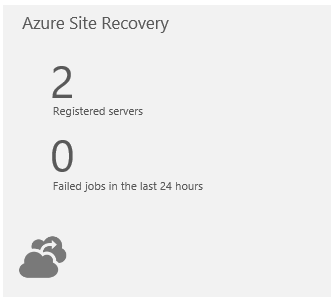 Azure Site Recovery
2
Registered servers
0
Failed jobs in the last 24 hours